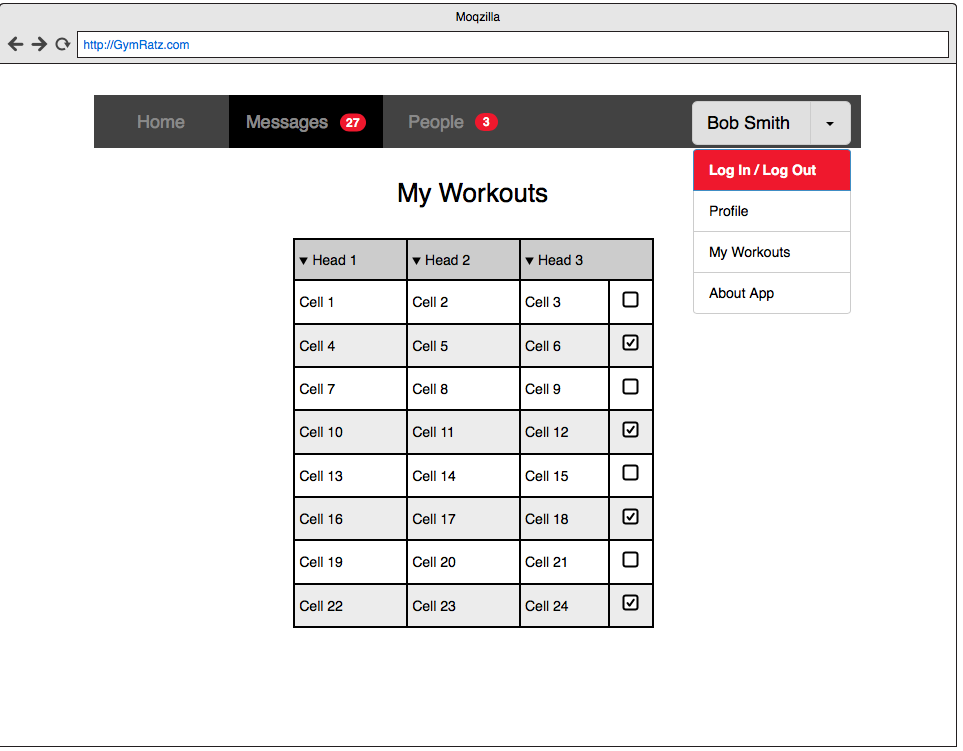 Moqzilla
http://GymRatz.com
Home Messages 27 People 3 Bob Smith
Log In / Log Out
Profile
My Workouts
About App
My Workouts
Head 1 Head 2 Head 3
Cell 1 Cell 2 Cell 3
Cell 4 Cell 5 Cell 6
Cell 7 Cell 8 Cell 9
Cell 10 Cell 11 Cell 12
Cell 13 Cell 14 Cell 15
Cell 16 Cell 17 Cell 18
Cell 19 Cell 20 Cell 21
Cell 22 Cell 23 Cell 24